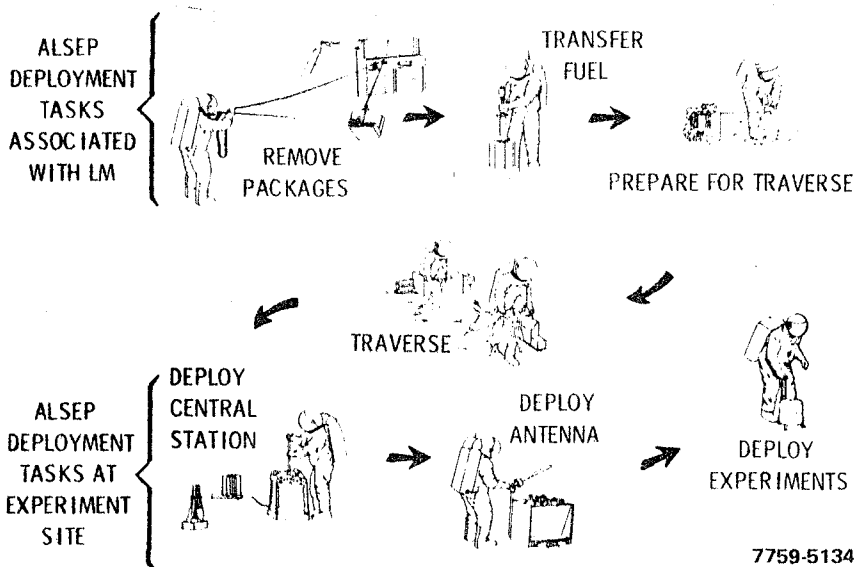 ALSEP
DEPLOYMENT
TASKS
ASSOCIATED
WITH LM
REMOVE
PACKAGES
TRANSFER
FUEL
PREPARE FOR TRAVERSE
TRAVERSE
ALSEP
DEPLOYMENT
TASKS AT
EXPERIMENT
SITE
DEPLOY
CENTRAL
STATION
DEPLOY
ANTENNA
DEPLOY
EXPERIMENTS
7759-5134